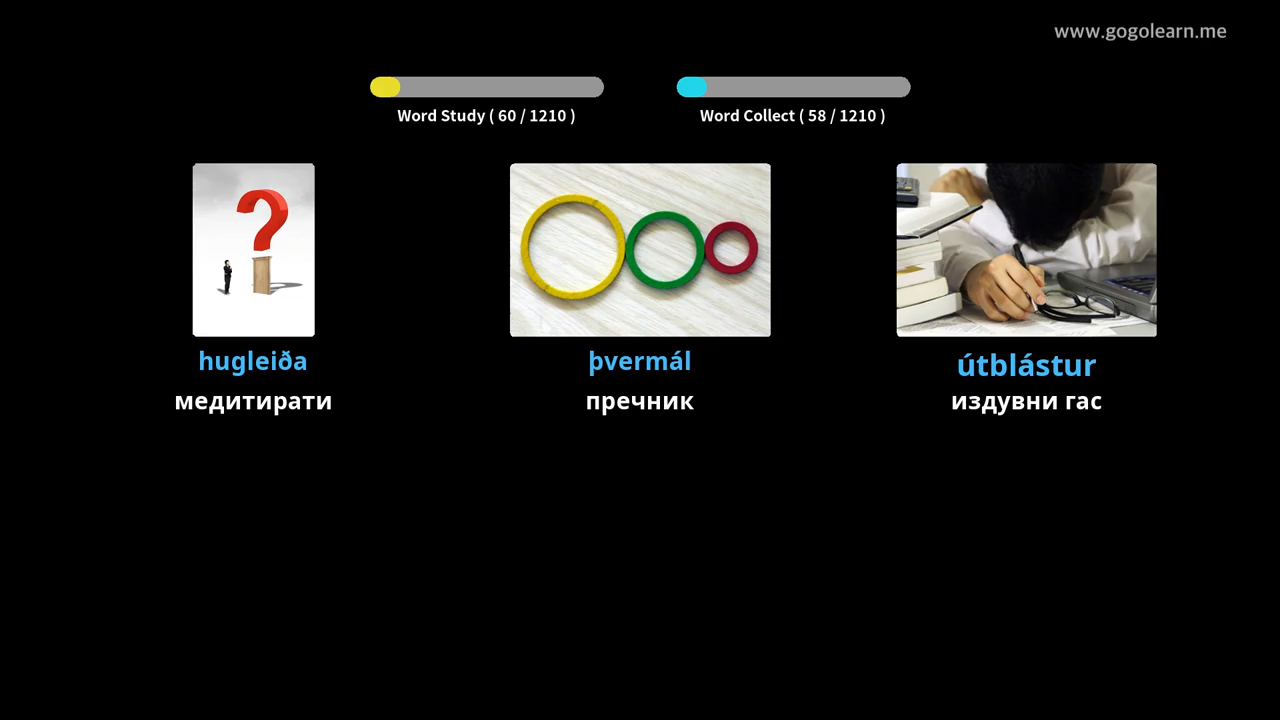 www.gogolearn.me
Word Study ( 60 / 1210 )
Word Collect ( 58 / 1210 )
hugleiða
медитирати
þvermál
пречник
útblástur
издувни гас